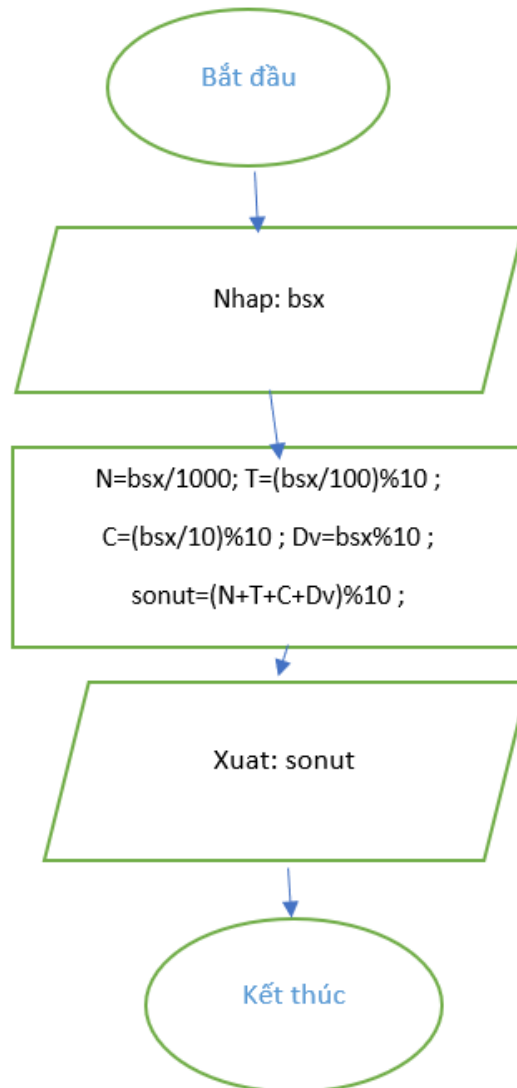 Bắt đầu
Nhap: bsx
N=bsx/1000; T=(bsx/100)%10 ;
C=(bsx/10)%10 ; Dv=bsx%10 ;
sonut=(N+T+C+Dv)%10 ;
Xuat: sonut
Kết thúc